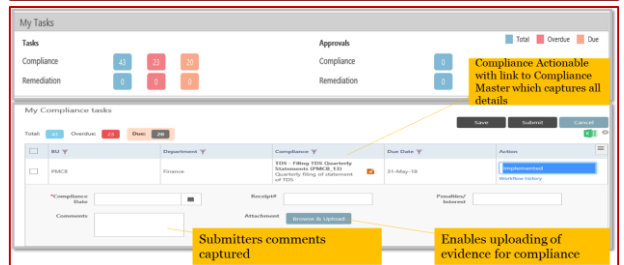 My Tasks
Tasks
Approvals
Total Overdue Due
Compliance 43 23 20
Compliance 0
Remediation 0 0 0
Remediation 0
Compliance Actionable
with link to Compliance
Master which captures all
details
My Compliance tasks
Save Submit Cancel
Total: 43 Overdue: 23 Due: 20
BU Department Compliance Due Date Action
PMCB Finance
TDS - Filing TDS Quarterly
Statements (PMCB_53)
Quarterly filing of statement
of TDS.
31-May-18
Implemented
Workflow history
*Compliance
Date
Receipt#
Penalties/
Interest
Comments
Attachment Browse & Upload
Submitters comments
captured
Enables uploading of
evidence for compliance